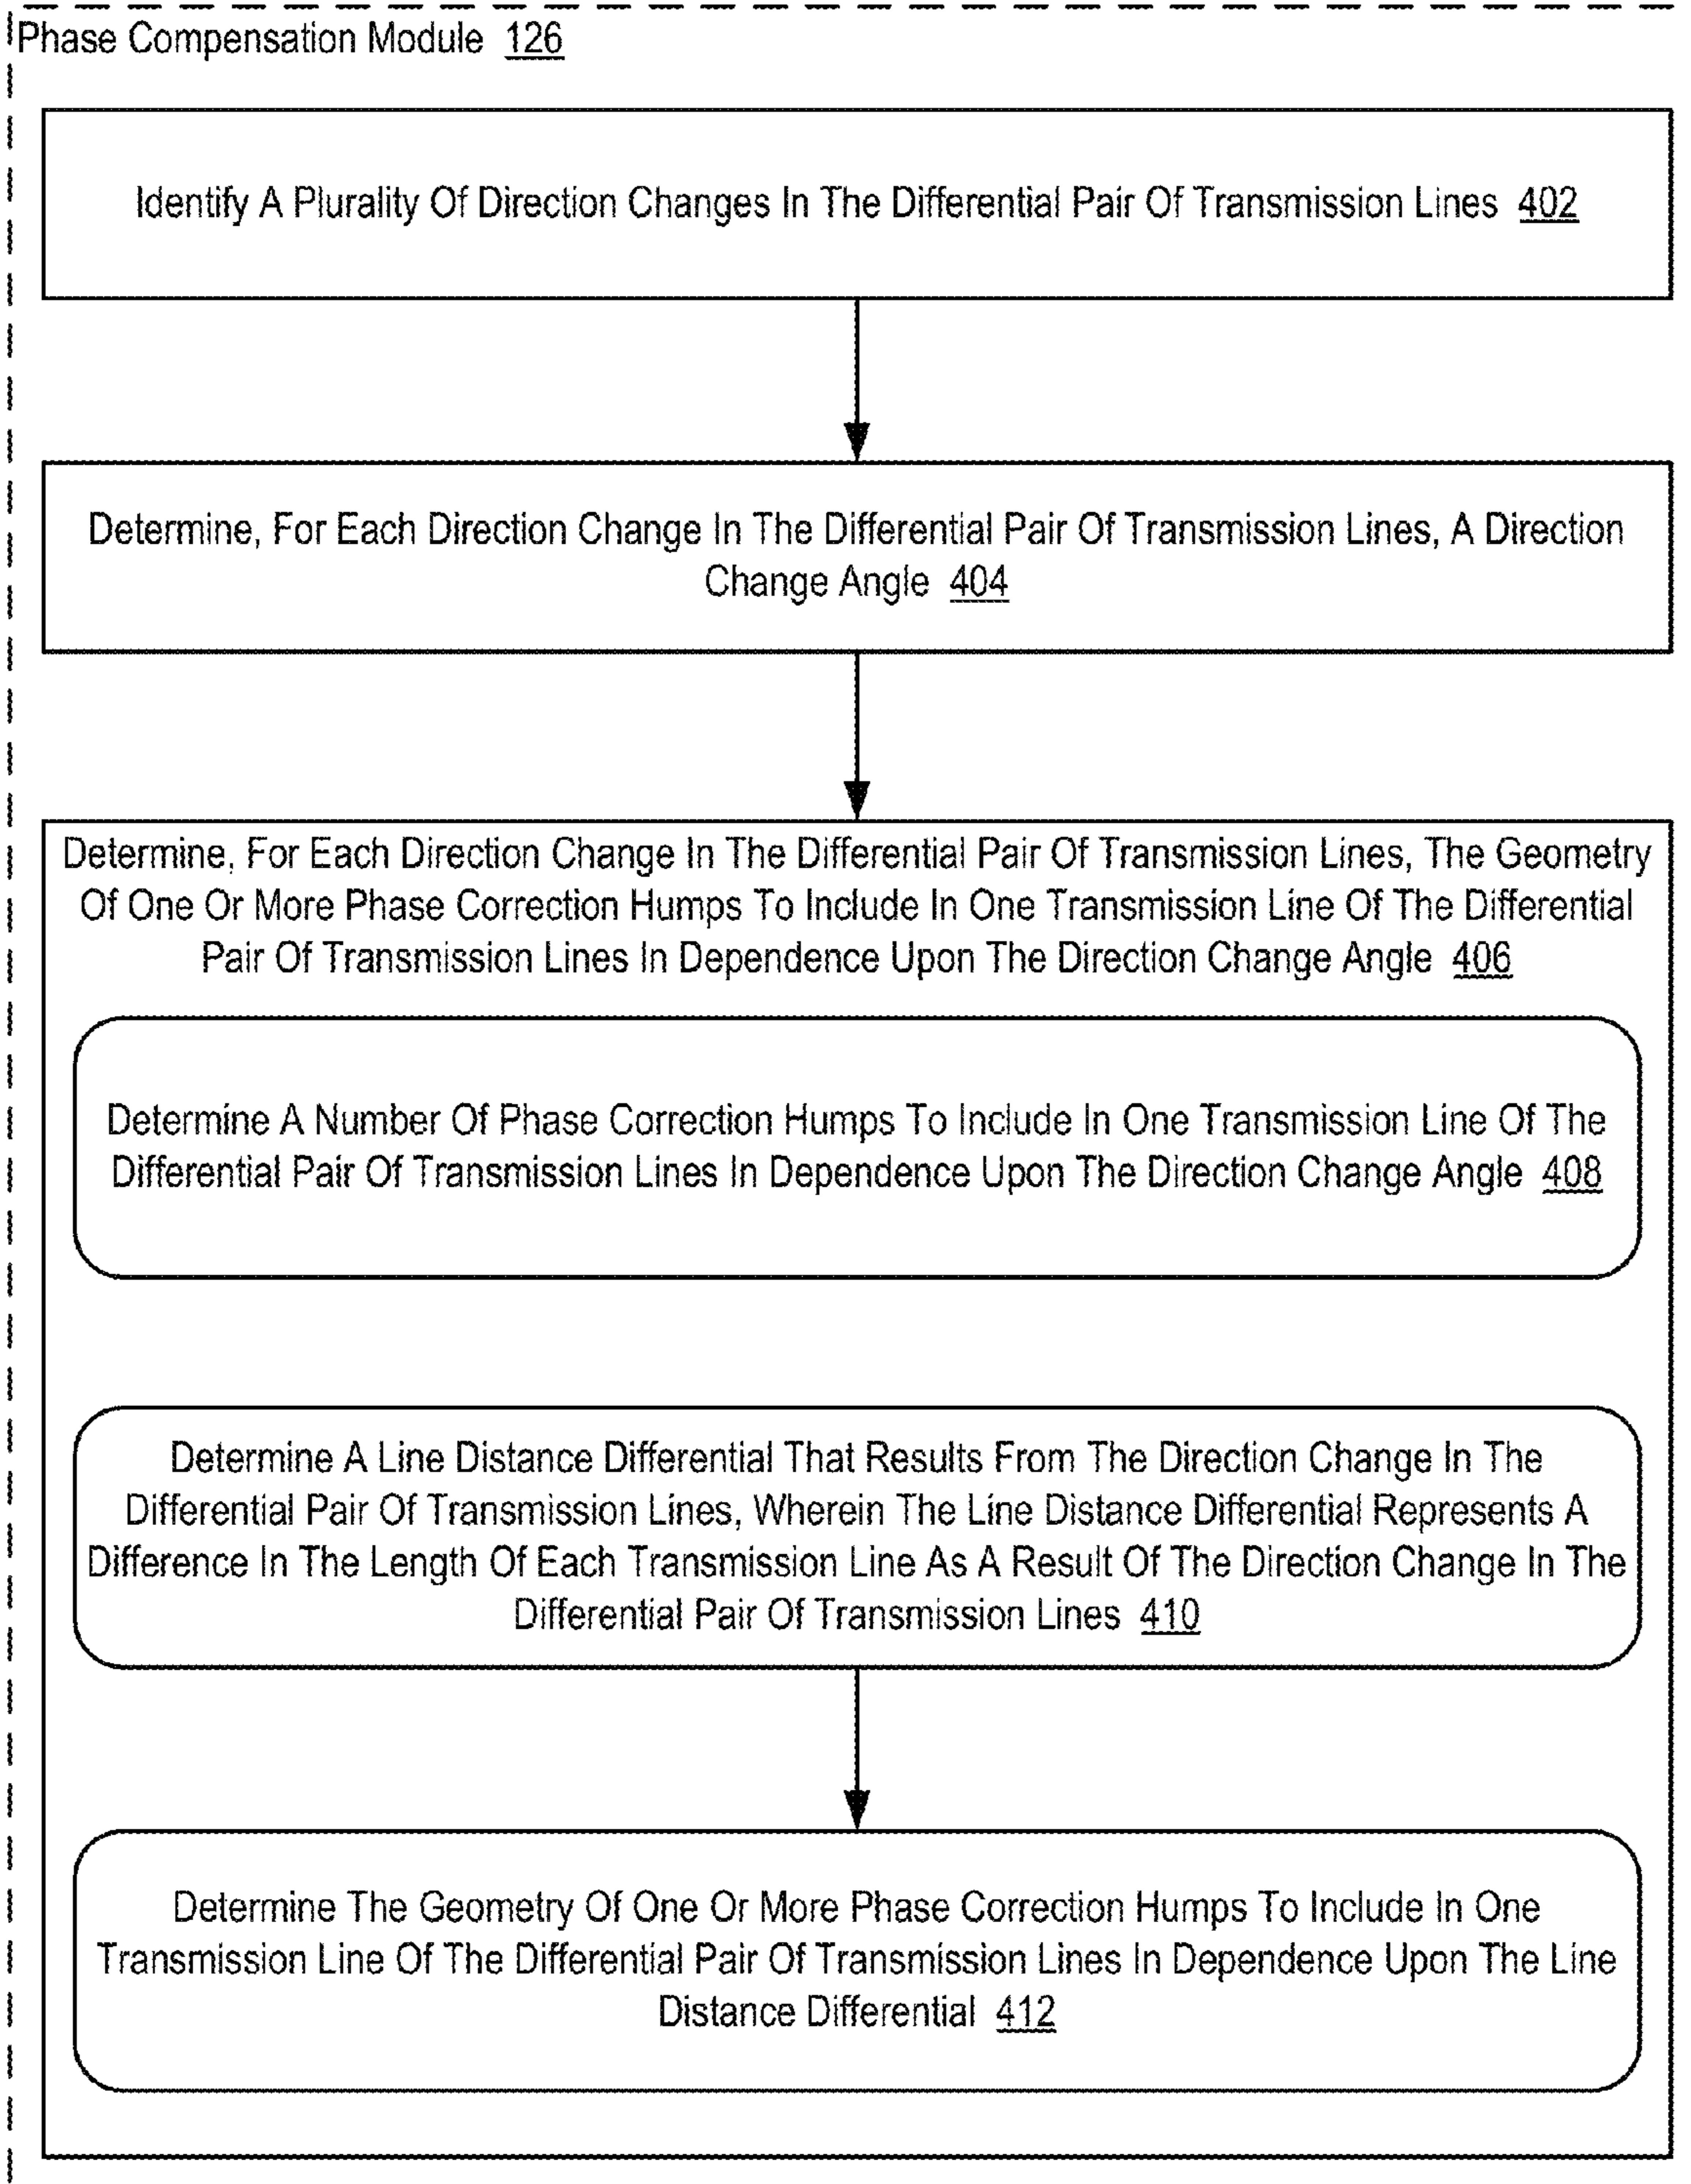 Phase Compensation Module 126
Identify A Plurality Of Direction Changes In The Differential Pair Of Transmission Lines 402
Determine, For Each Direction Change In The Differential Pair Of Transmission Lines, A Direction
Change Angle 404
Determine, For Each Direction Change In The Differential Pair Of Transmission Lines, The Geometry
Of One Or More Phase Correction Humps To Include In One Transmission Line Of The Differential
Pair Of Transmission Lines In Dependence Upon The Direction Change Angle 406
Determine A Number Of Phase Correction Humps To Include In One Transmission Line Of The
Differential Pair Of Transmission Lines In Dependence Upon The Direction Change Angle 408
Determine A Line Distance Differential That Results From The Direction Change In The
Differential Pair Of Transmission Lines, Wherein The Line Distance Differential Represents A
Difference In The Length Of Each Transmission Line As A Result Of The Direction Change In The
Differential Pair Of Transmission Lines 410
Determine The Geometry Of One Or More Phase Correction Humps To Include In One
Transmission Line Of The Differential Pair Of Transmission Lines In Dependence Upon The Line
Distance Differential 412